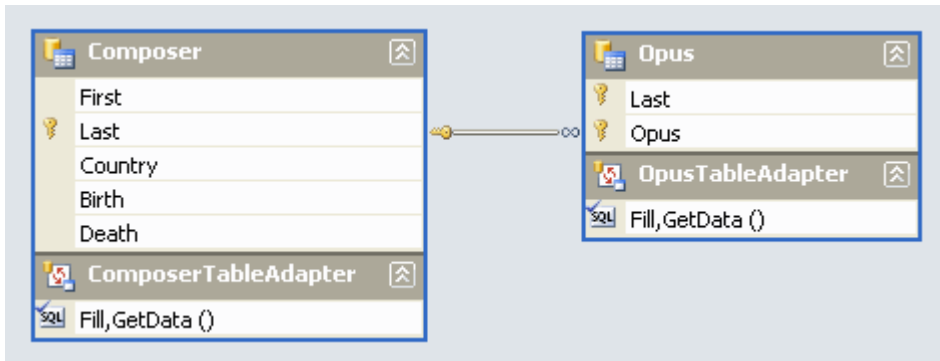 Composer
First
Last
Country
Birth
Death
ComposerTableAdapter
SQL Fill,GetData ()
∞
Opus
Last
Opus
OpusTableAdapter
SQL Fill,GetData ()